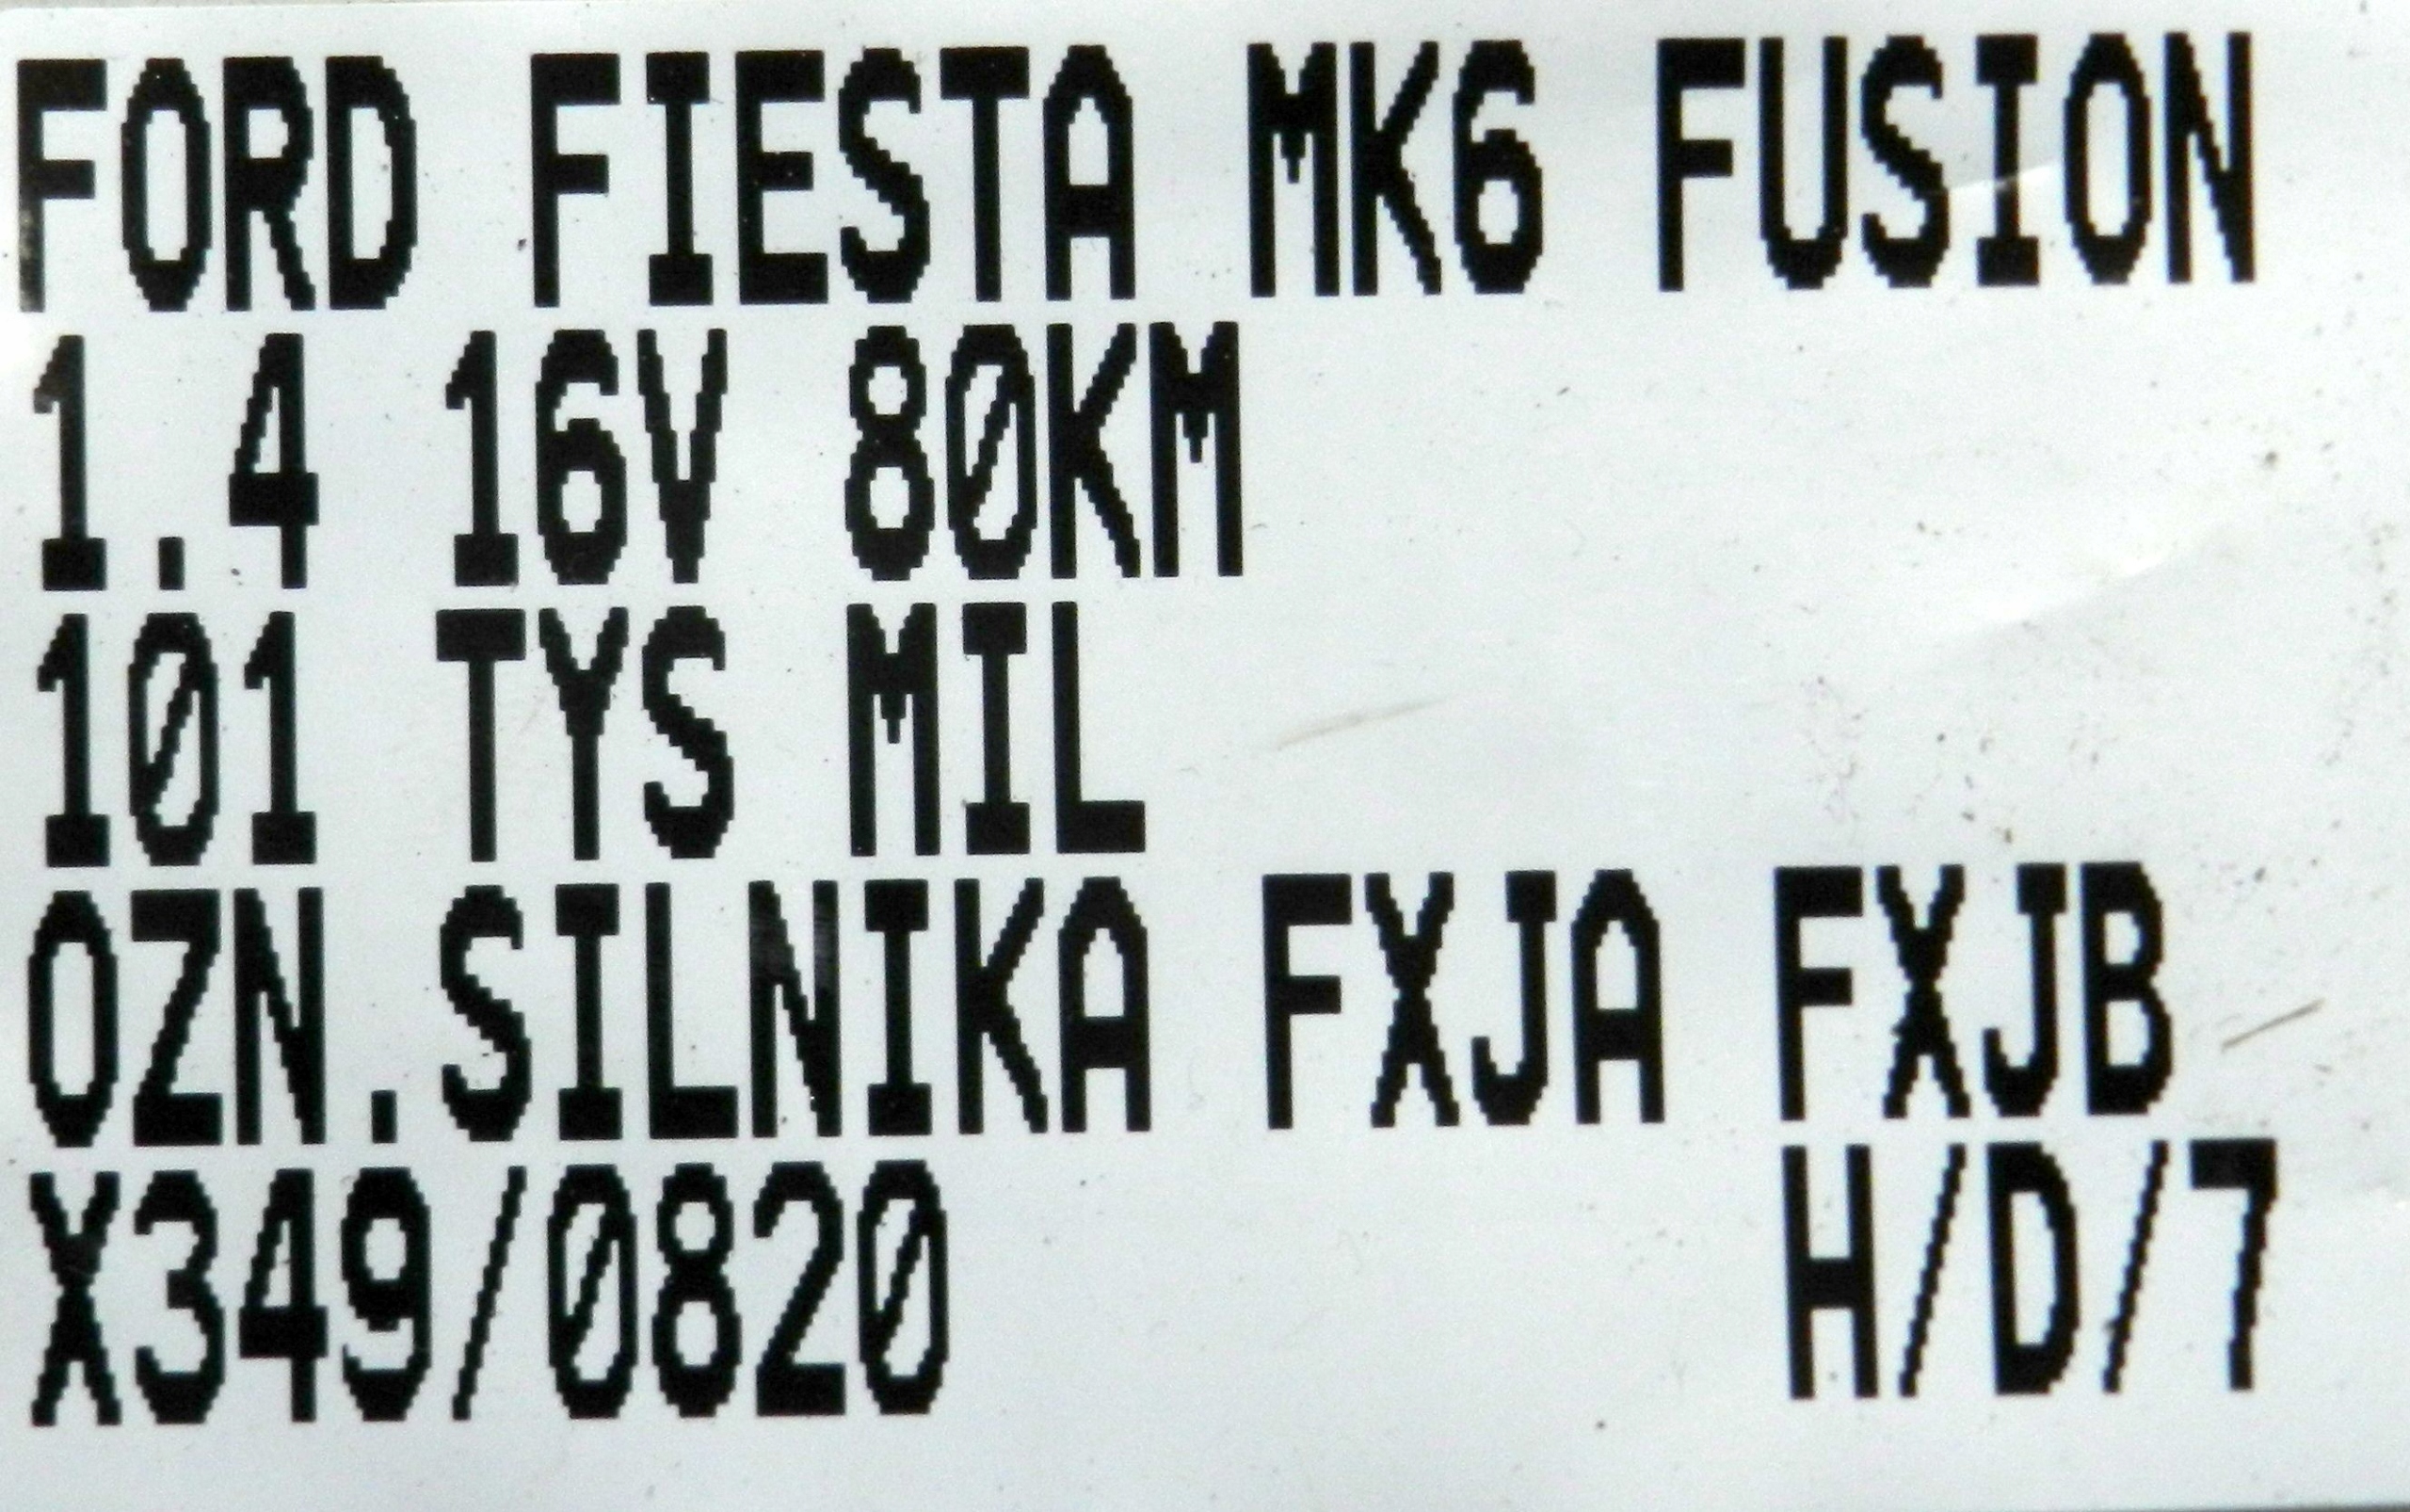 FORD FIESTA MK6 FUSION
1.4 16V 80KM
101 TYS MIL
OZN.SILNIKA FXJA FXJB
X349/0820 H/D/7